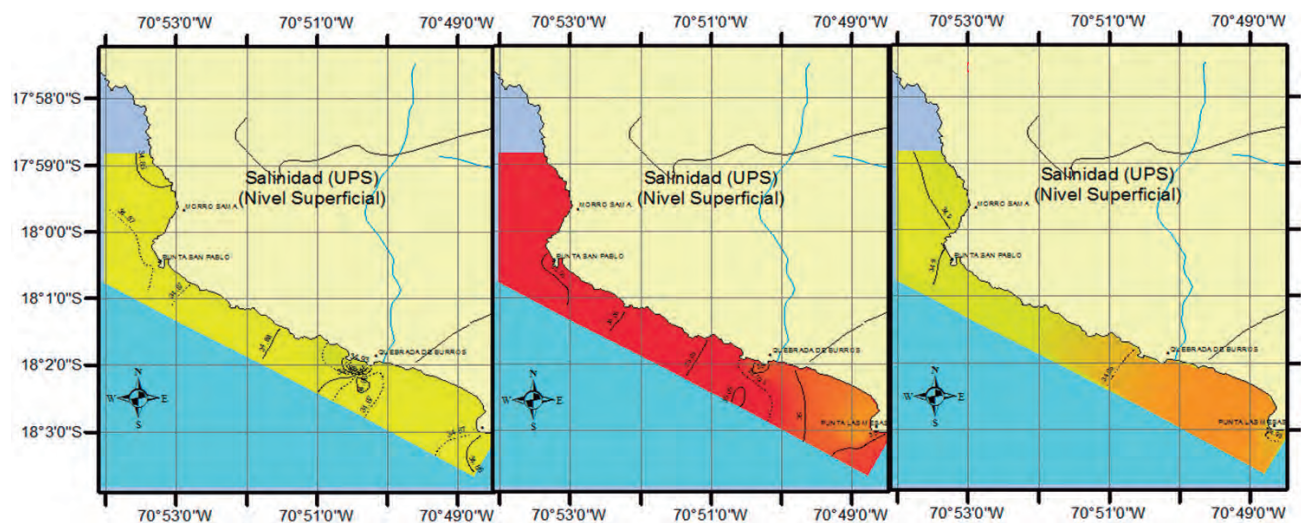 70°53'0"W 70°51'0"W 70°49'0"W 70°53'0"W 70°51'0"W 70°49'0"W 70°53'0"W 70°51'0"W 70°49'0"W
17°58'0"S
17°59'0"S
18°0'0"S
18°1'0"S
18°2'0"S
18°3'0"S
Salinidad (UPS)
(Nivel Superficial)
MORRO SAMA
PUNTA SAN PABLO
QUEBRADA DE BURROS
N
W E
S
Salinidad (UPS)
(Nivel Superficial)
MORRO SAMA
PUNTA SAN PABLO
QUEBRADA DE BURROS
PUNTA LAS MESAS
N
W E
S
Salinidad (UPS)
(Nivel Superficial)
MORRO SAMA
PUNTA SAN PABLO
34.9
QUEBRADA DE BURROS
PUNTA LAS MESAS
N
W E
S
70°53'0"W 70°51'0"W 70°49'0"W 70°53'0"W 70°51'0"W 70°49'0"W 70°53'0"W 70°51'0"W 70°49'0"W